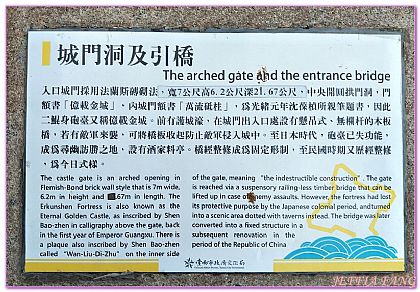 城門洞及引橋
The arched gate and the entrance bridge
入口城門採用法蘭斯磚砌法，寬7公尺高6.2公尺深21.67公尺，中央開圓拱門洞，門
額書「億載金城」，內城門額書「萬流砥柱」，為光緒元年沈葆楨所親筆題書，因此
二鯤身砲臺又稱億載金城。前有護城濠，在城門出入口處設有懸吊式、無欄杆的木板
橋，若有敵軍來襲，可將橋板收起防止敵軍侵入城中。至日本時代，砲臺已失功能，
成為尋幽訪勝之地，設有酒家料亭。橋經整修成為固定形制，至民國時期又歷經整修
，為今日式樣。
The castle gate is an arched opening in
Flemish-Bond brick wall style that is 7m wide,
6.2m in height and .67m in length. The
Erkunshen Fortress is also known as the
Eternal Golden Castle, as inscribed by Shen
Bao-zhen in calligraphy above the gate, back
in the first year of Emperor Guangxu. There is
a plaque also inscribed by Shen Bao-zhen
called "Wan-Liu-Di-Zhu" on the inner side
of the gate, meaning "the indestructible construction". The gate
is reached via a suspensory railing-less timber bridge that can be
lifted up in case of enemy assaults. However, the fortress had lost
its protective purpose by the Japanese colonial period, and turned
into a scenic area dotted with taverns instead. The bridge was later
converted into a fixed structure in a
subsequent renovation in the
period of the Republic of China
JEFFIA FANG